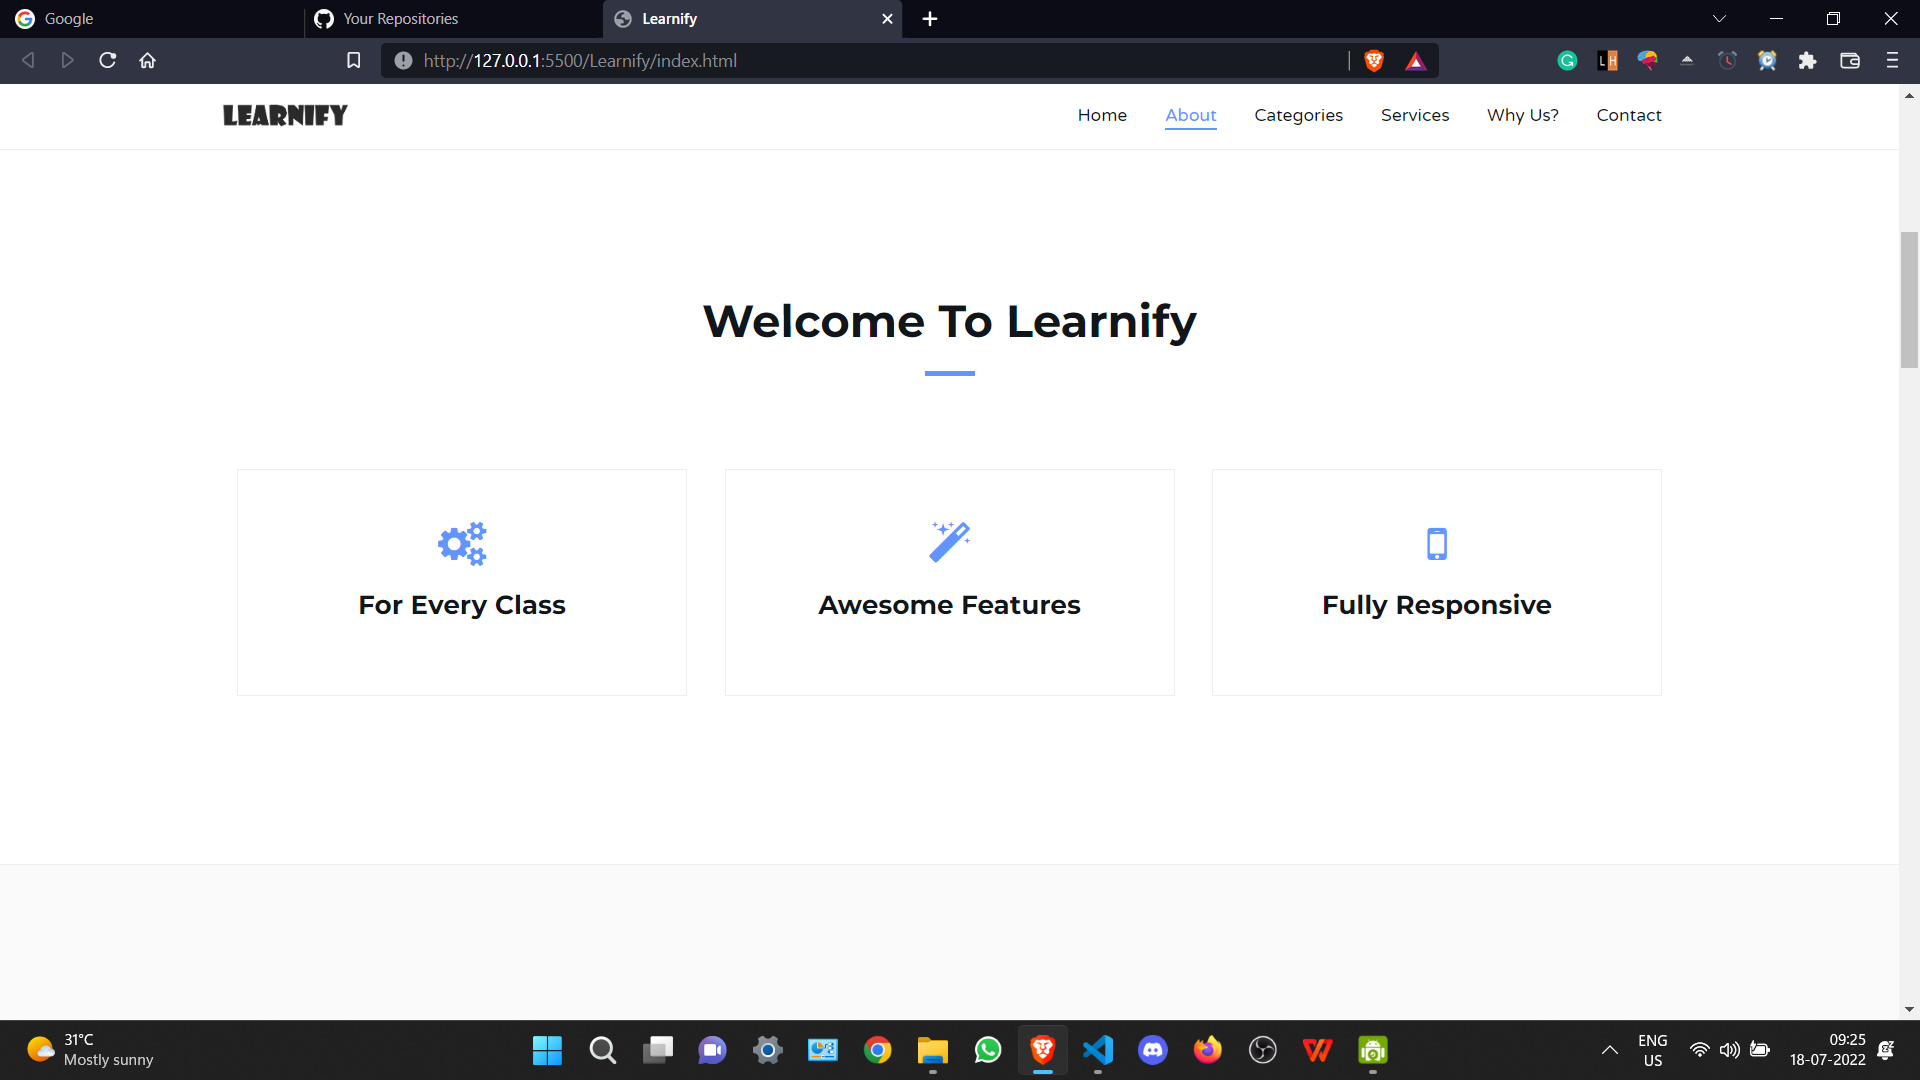 Google
Your Repositories
Learnify
http://127.0.0.1:5500/Learnify/index.html
LH
LEARNIFY
Home
About
Categories
Services
Why Us?
Contact
Welcome To Learnify
For Every Class
Awesome Features
Fully Responsive
31°C
Mostly sunny
ENG
US
09:25
18-07-2022